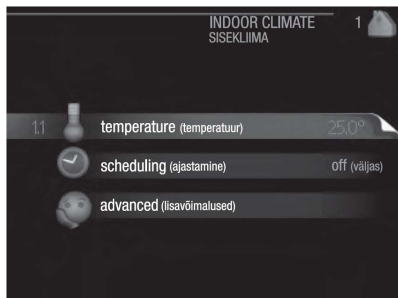 INDOOR CLIMATE 1
SISEKLIIMA
1.1 temperature (temperatuur) 25.0°
scheduling (ajastamine) off (väljas)
advanced (lisavõimalused)